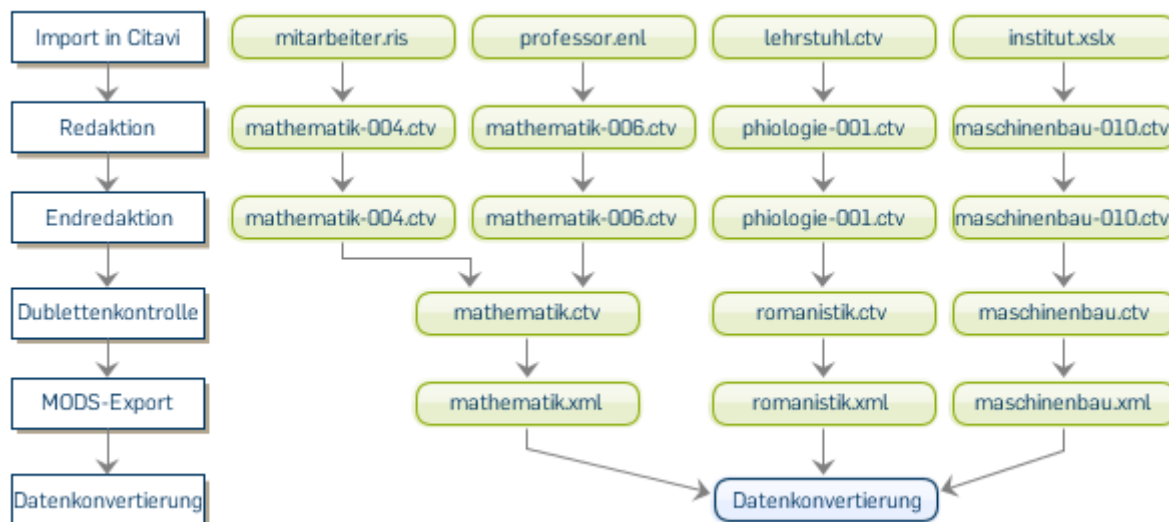 Import in Citavi mitarbeiter.ris professor.enl lehrstuhl.ctv institut.xslx
Redaktion mathematik-004.ctv mathematik-006.ctv phiologie-001.ctv maschinenbau-010.ctv
Endredaktion mathematik-004.ctv mathematik-006.ctv phiologie-001.ctv maschinenbau-010.ctv
Dublettenkontrolle mathematik.ctv romanistik.ctv maschinenbau.ctv
MODS-Export mathematik.xml romanistik.xml maschinenbau.xml
Datenkonvertierung Datenkonvertierung